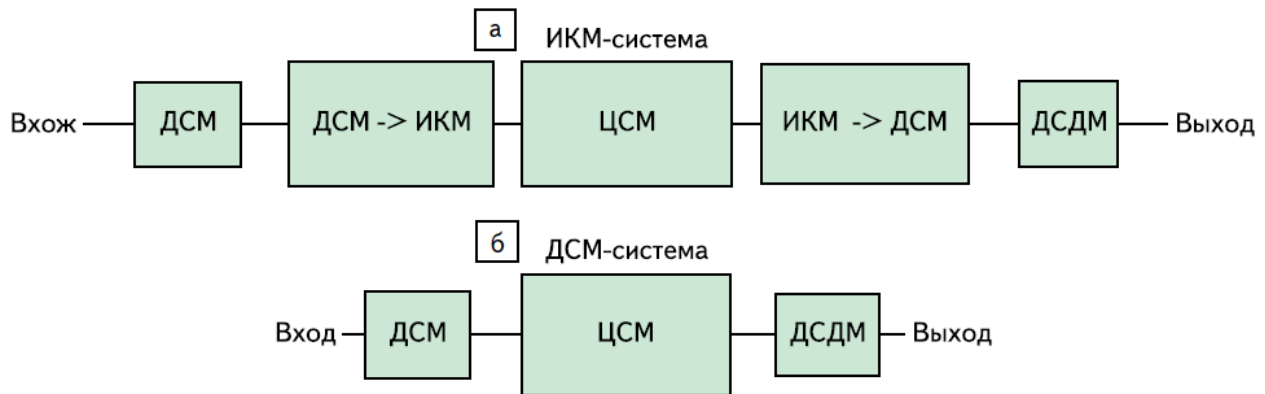 а ИКМ-система
Вхож ДСМ ДСМ -> ИКМ ЦСМ ИКМ -> ДСМ ДСДМ Выход
б ДСМ-система
Вход ДСМ ЦСМ ДСДМ Выход